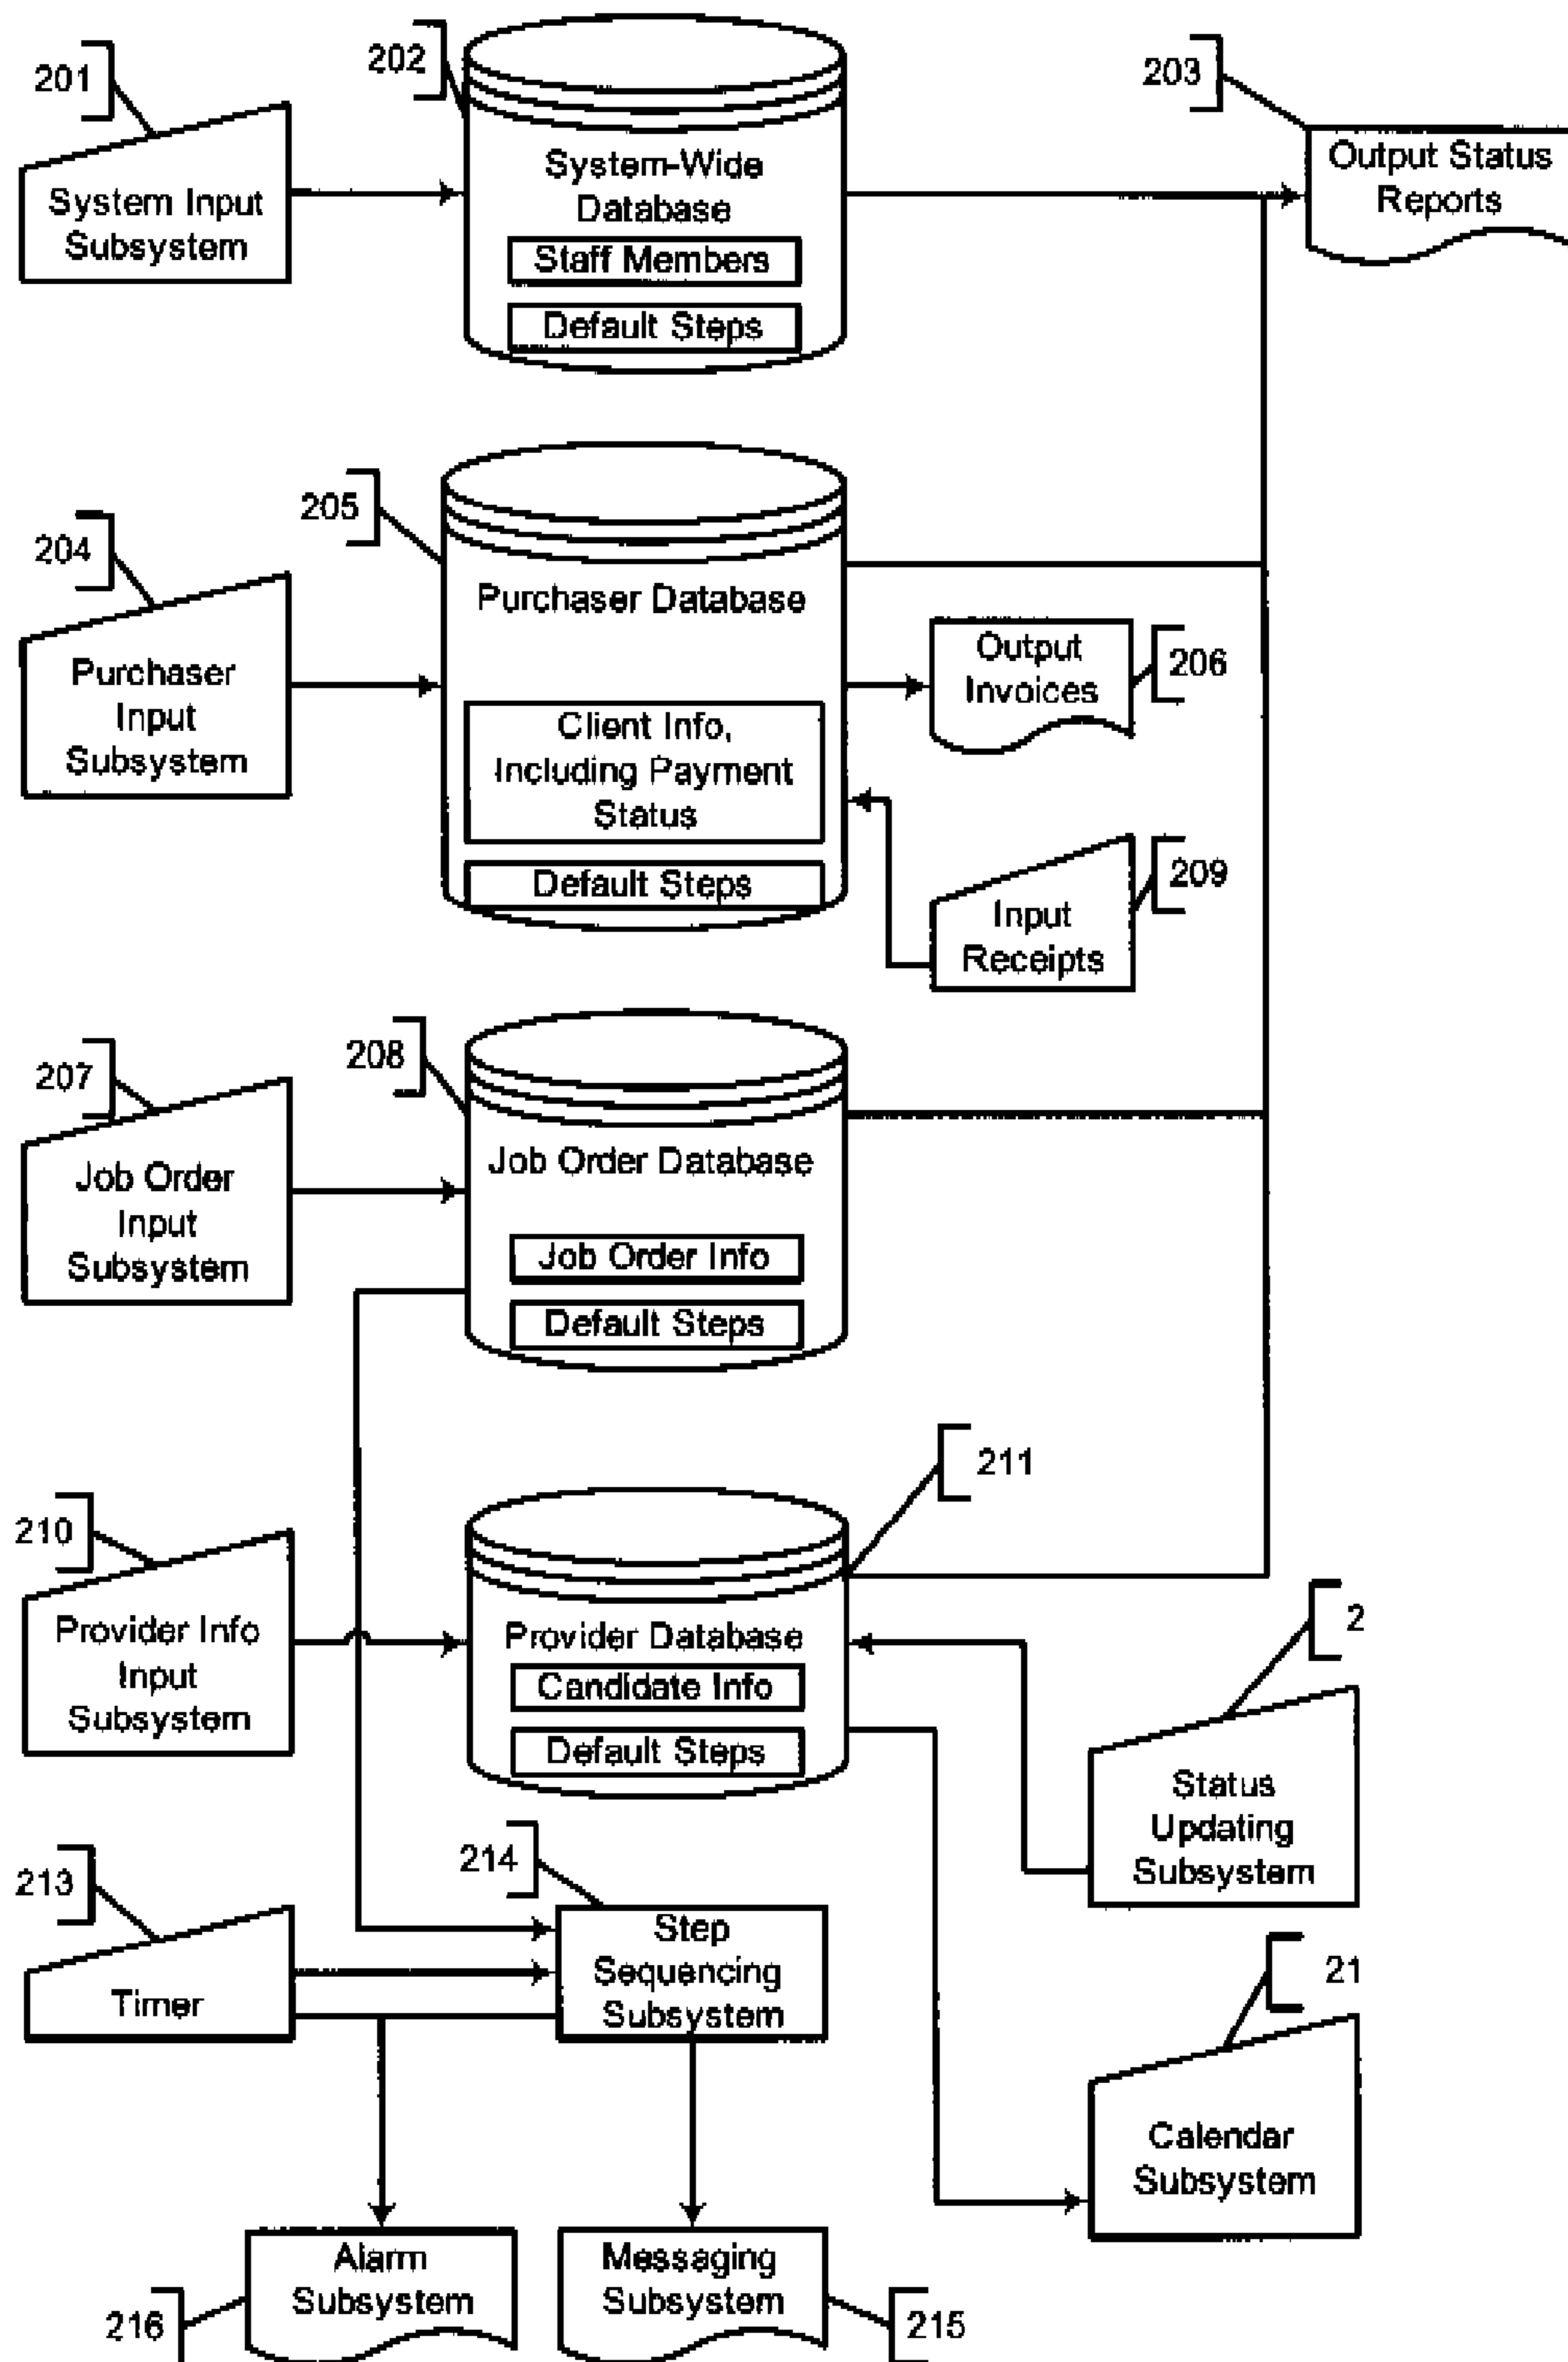 201
202
203
System Input
Subsystem
System-Wide
Database
Staff Members
Default Steps
Output Status
Reports
204
205
Purchaser
Input
Subsystem
Purchaser Database
Client Info,
Including Payment
Status
Default Steps
Output
Invoices
206
Input
Receipts
209
207
208
Job Order
Input
Subsystem
Job Order Database
Job Order Info
Default Steps
210
211
Provider Info
Input
Subsystem
Provider Database
Candidate Info
Default Steps
2
Status
Updating
Subsystem
213
214
Timer
Step
Sequencing
Subsystem
21
Calendar
Subsystem
Alarm
Subsystem
216
Messaging
Subsystem
215